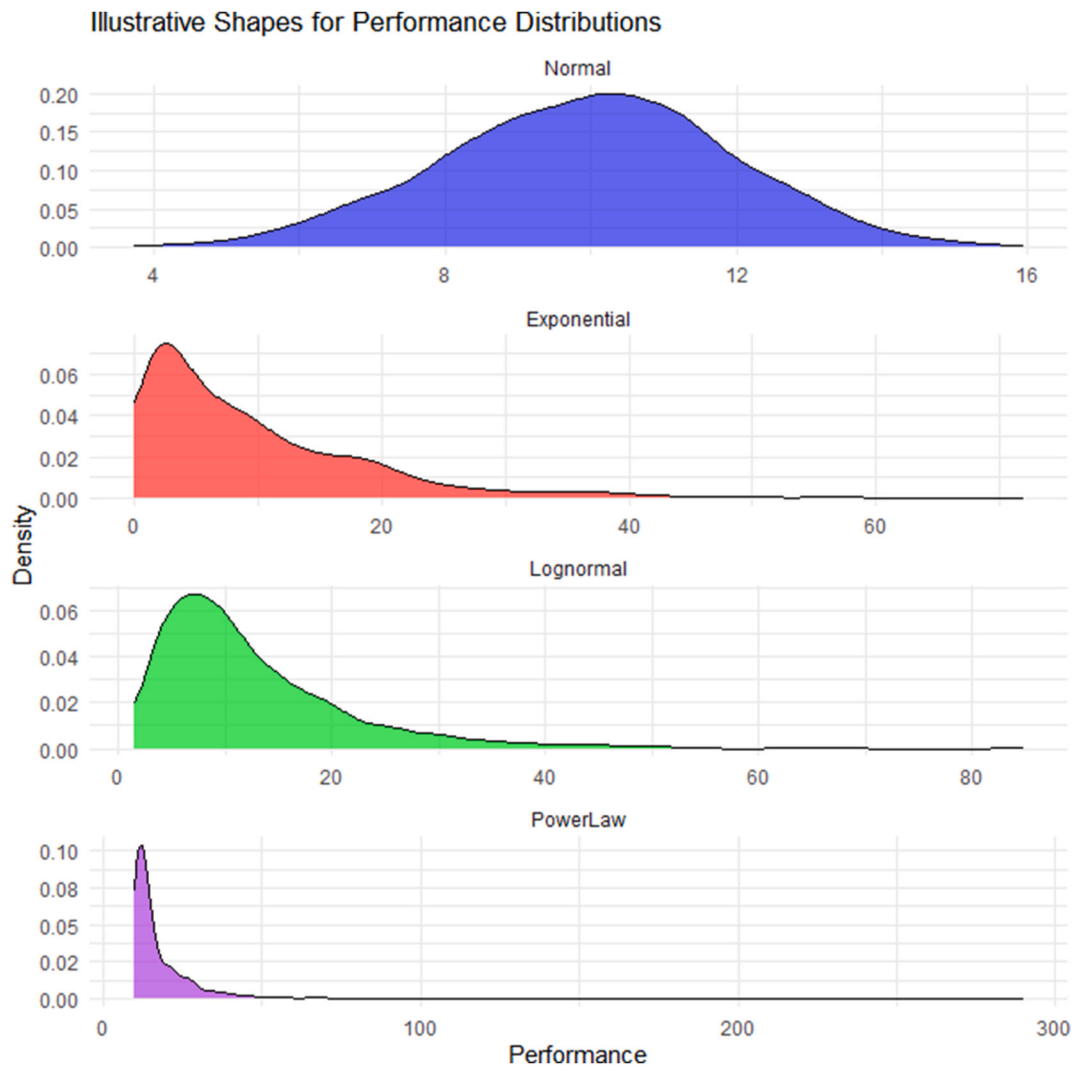 Illustrative Shapes for Performance Distributions
Normal
0.20
0.15
0.10
0.05
0.00
4 8 12 16
Exponential
0.06
0.04
0.02
0.00
0 20 40 60
Density
Lognormal
0.06
0.04
0.02
0.00
0 20 40 60 80
PowerLaw
0.10
0.08
0.05
0.02
0.00
0 100 200 300
Performance